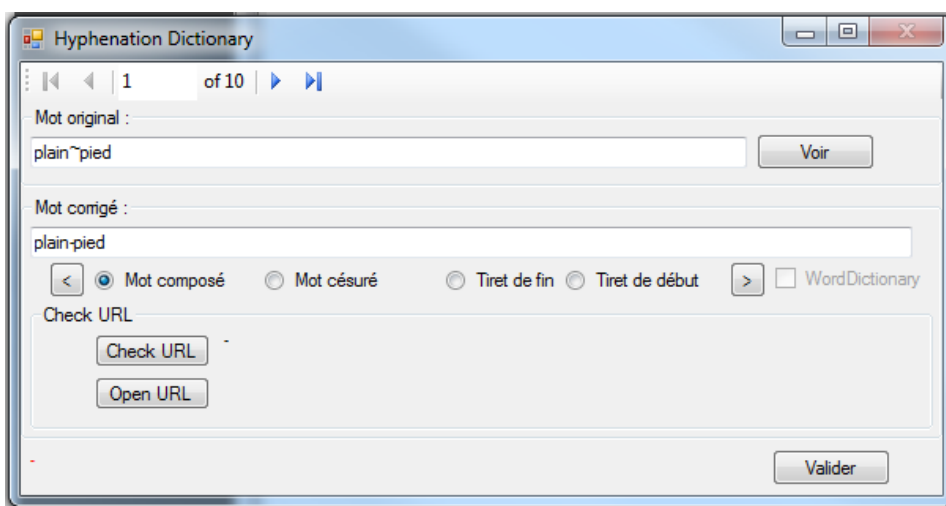 Hyphenation Dictionary
1 of 10
Mot original :
plain~pied
Voir
Mot corrigé :
plain-pied
< Mot composé Mot césuré Tiret de fin Tiret de début > WordDictionary
Check URL
Check URL -
Open URL
-
Valider